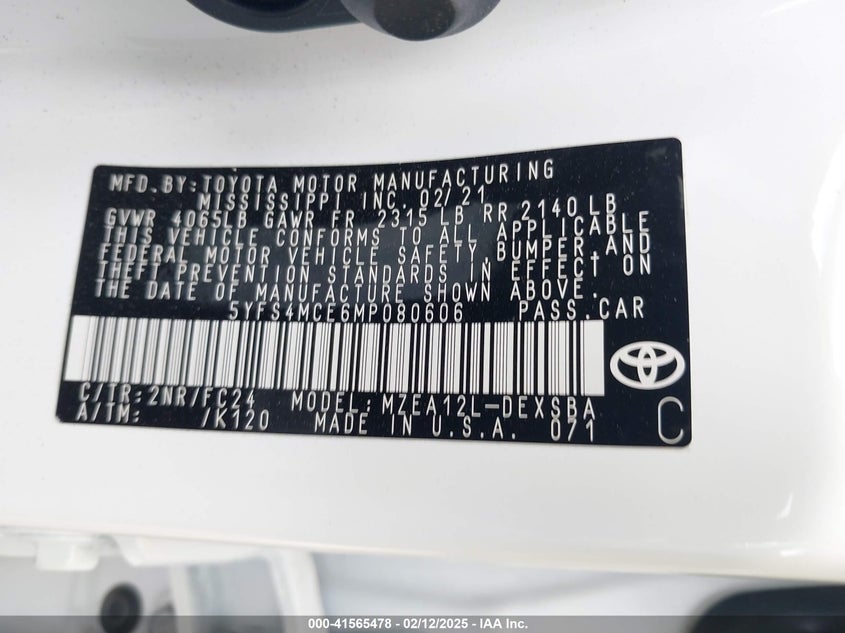 MFD.BY:TOYOTA MOTOR MANUFACTURING
MISSISSIPPI INC. 02/21
GVWR 4065LB GAWR FR 2315 LB RR 2140LB
THIS VEHICLE CONFORMS TO ALL APPLICABLE
FEDERAL MOTOR VEHICLE SAFETY,BUMPER,AND
THEFT PREVENTION STANDARDS IN EFFECT ON
THE DATE OF MANUFACTURE SHOWN ABOVE.
5YFS4MCE6MP080606 PASS.CAR
C/TR:2NR/FC24 MODEL:MZEA12L-DEXSBA
A/TM: /K120 MADE IN U.S.A. 071 C
000-41565478 - 02/12/2025 - IAA Inc.